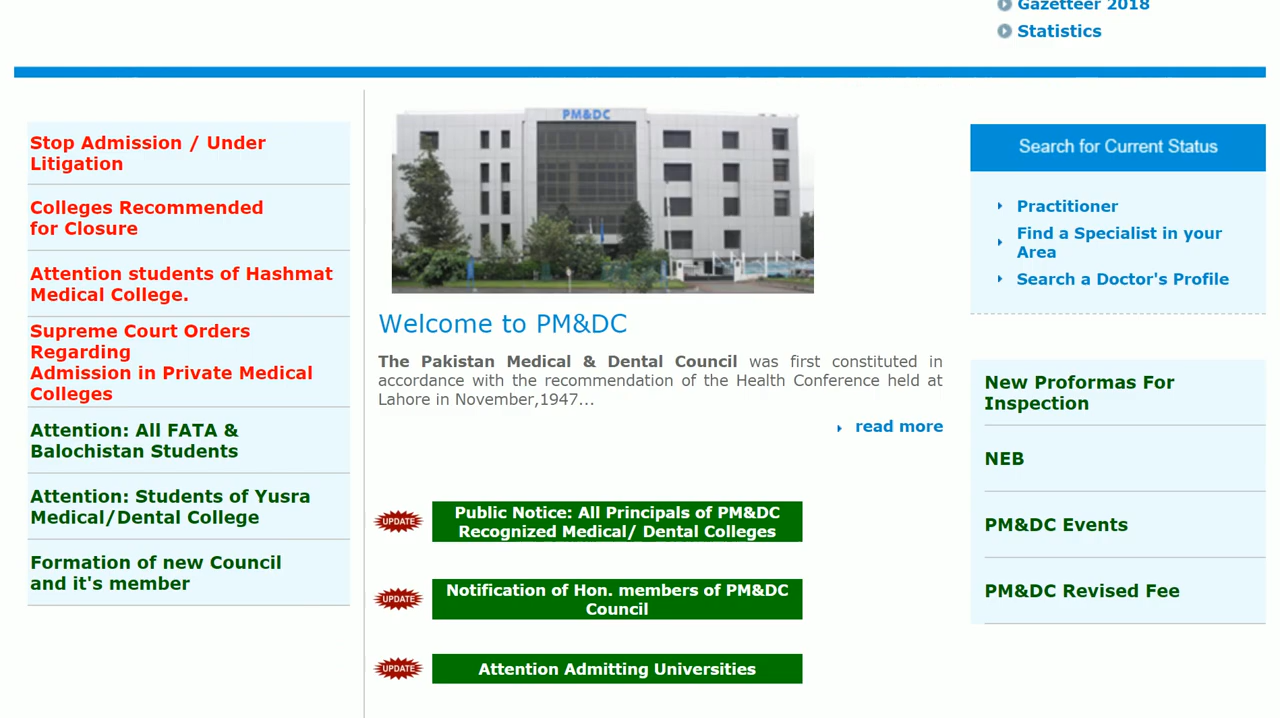 Gazetteer 2018
Statistics
Stop Admission / Under
Litigation
Colleges Recommended
for Closure
Attention students of Hashmat
Medical College.
Supreme Court Orders
Regarding
Admission in Private Medical
Colleges
Attention: All FATA &
Balochistan Students
Attention: Students of Yusra
Medical/Dental College
Formation of new Council
and it's member
PM&DC
Welcome to PM&DC
The Pakistan Medical & Dental Council was first constituted in
accordance with the recommendation of the Health Conference held at
Lahore in November,1947...
read more
UPDATE
Public Notice: All Principals of PM&DC
Recognized Medical/ Dental Colleges
UPDATE
Notification of Hon. members of PM&DC
Council
UPDATE
Attention Admitting Universities
Search for Current Status
Practitioner
Find a Specialist in your
Area
Search a Doctor's Profile
New Proformas For
Inspection
NEB
PM&DC Events
PM&DC Revised Fee